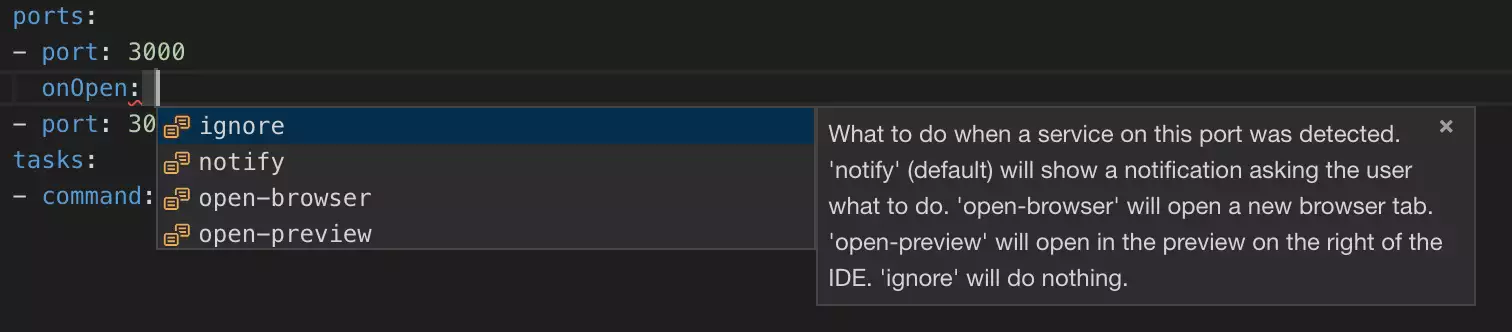 ports:
- port: 3000
onOpen:
- port: 30
tasks:
- command:
ignore
notify
open-browser
open-preview
What to do when a service on this port was detected.
'notify' (default) will show a notification asking the user
what to do. 'open-browser' will open a new browser tab.
'open-preview' will open in the preview on the right of the
IDE. 'ignore' will do nothing.